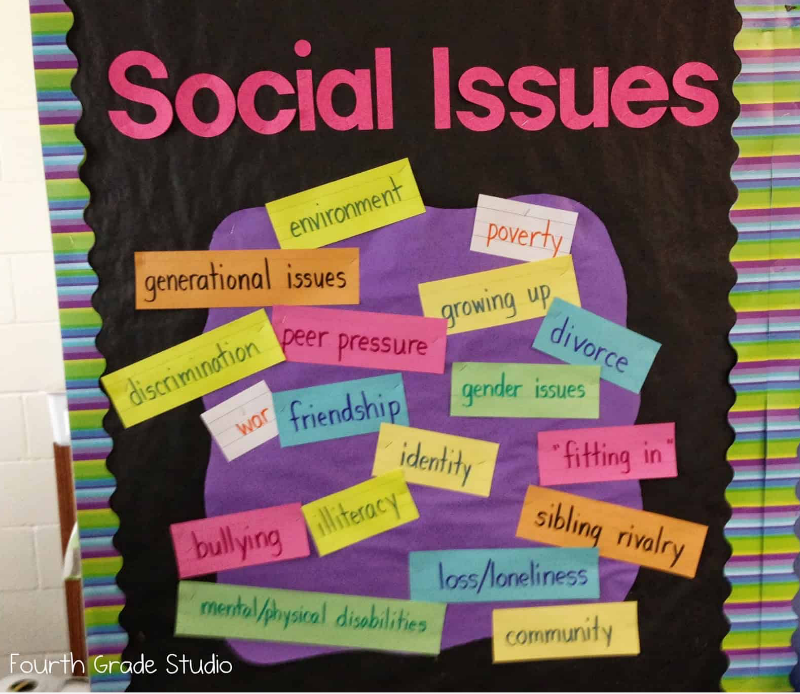 Social Issues
environment
poverty
generational issues
growing up
peer pressure
divorce
discrimination
gender issues
war
friendship
identity
"fitting in"
illiteracy
sibling rivalry
bullying
loss/loneliness
mental/physical disabilities
community
Fourth Grade Studio